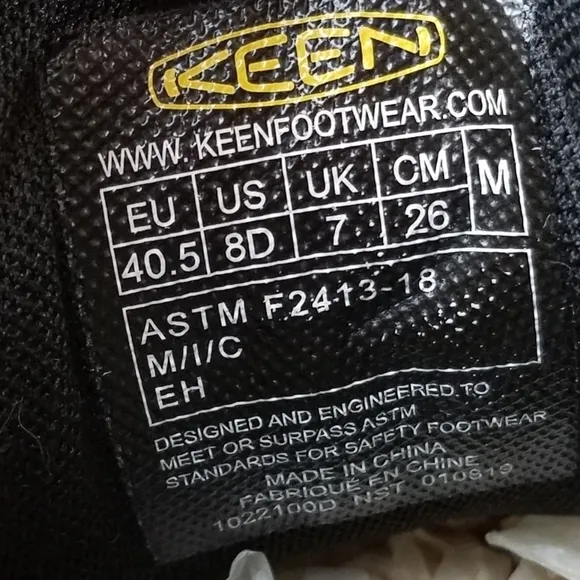 KEEN
WWW. KEENFOOTWEAR.COM
EU US UK CM M
40.5 8D 7 26
ASTM F2413-18
M/I/C
EH
DESIGNED AND ENGINEERED TO
MEET OR SURPASS ASTM
STANDARDS FOR SAFETY FOOTWEAR
MADE IN CHINA
FABRIQUÉ EN CHINE
1022100D NST 010819